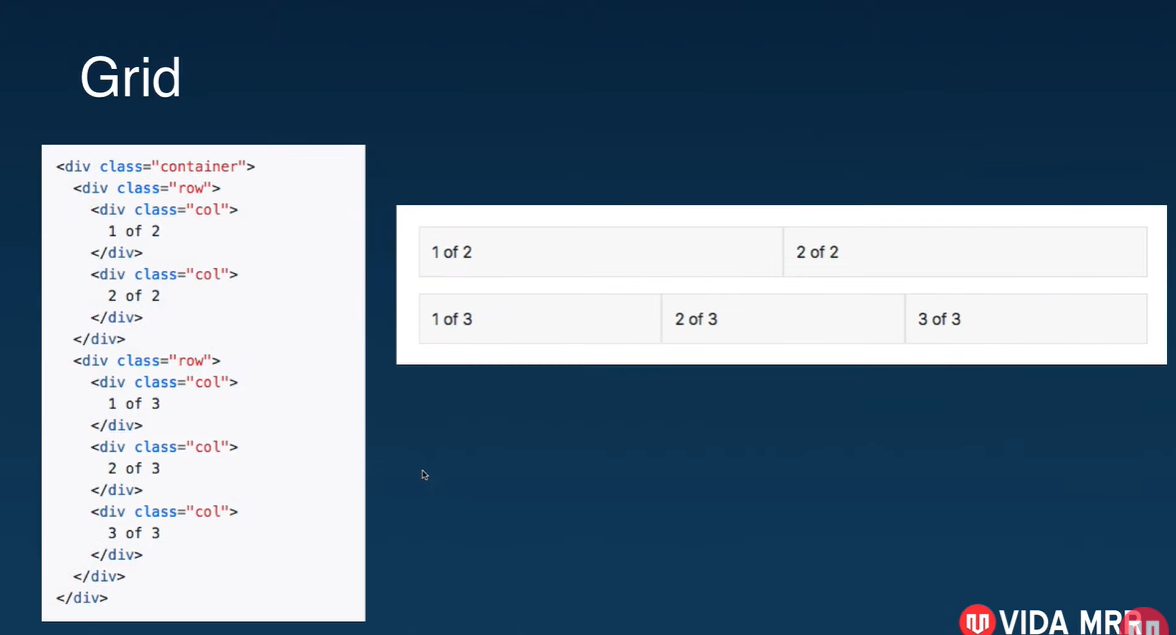 Grid
<div class="container">
<div class="row">
<div class="col">
1 of 2
</div>
<div class="col">
2 of 2
</div>
</div>
<div class="row">
<div class="col">
1 of 3
</div>
<div class="col">
2 of 3
</div>
<div class="col">
3 of 3
</div>
</div>
</div>
1 of 2 2 of 2
1 of 3 2 of 3 3 of 3
VIDA MRR